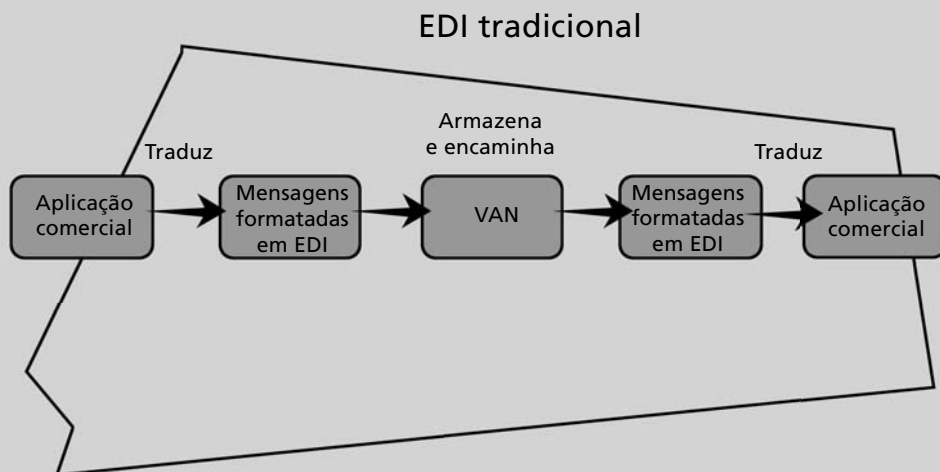 EDI tradicional
Armazena
e encaminha
Traduz
Traduz
Aplicação
comercial
Mensagens
formatadas
em EDI
VAN
Mensagens
formatadas
em EDI
Aplicação
comercial